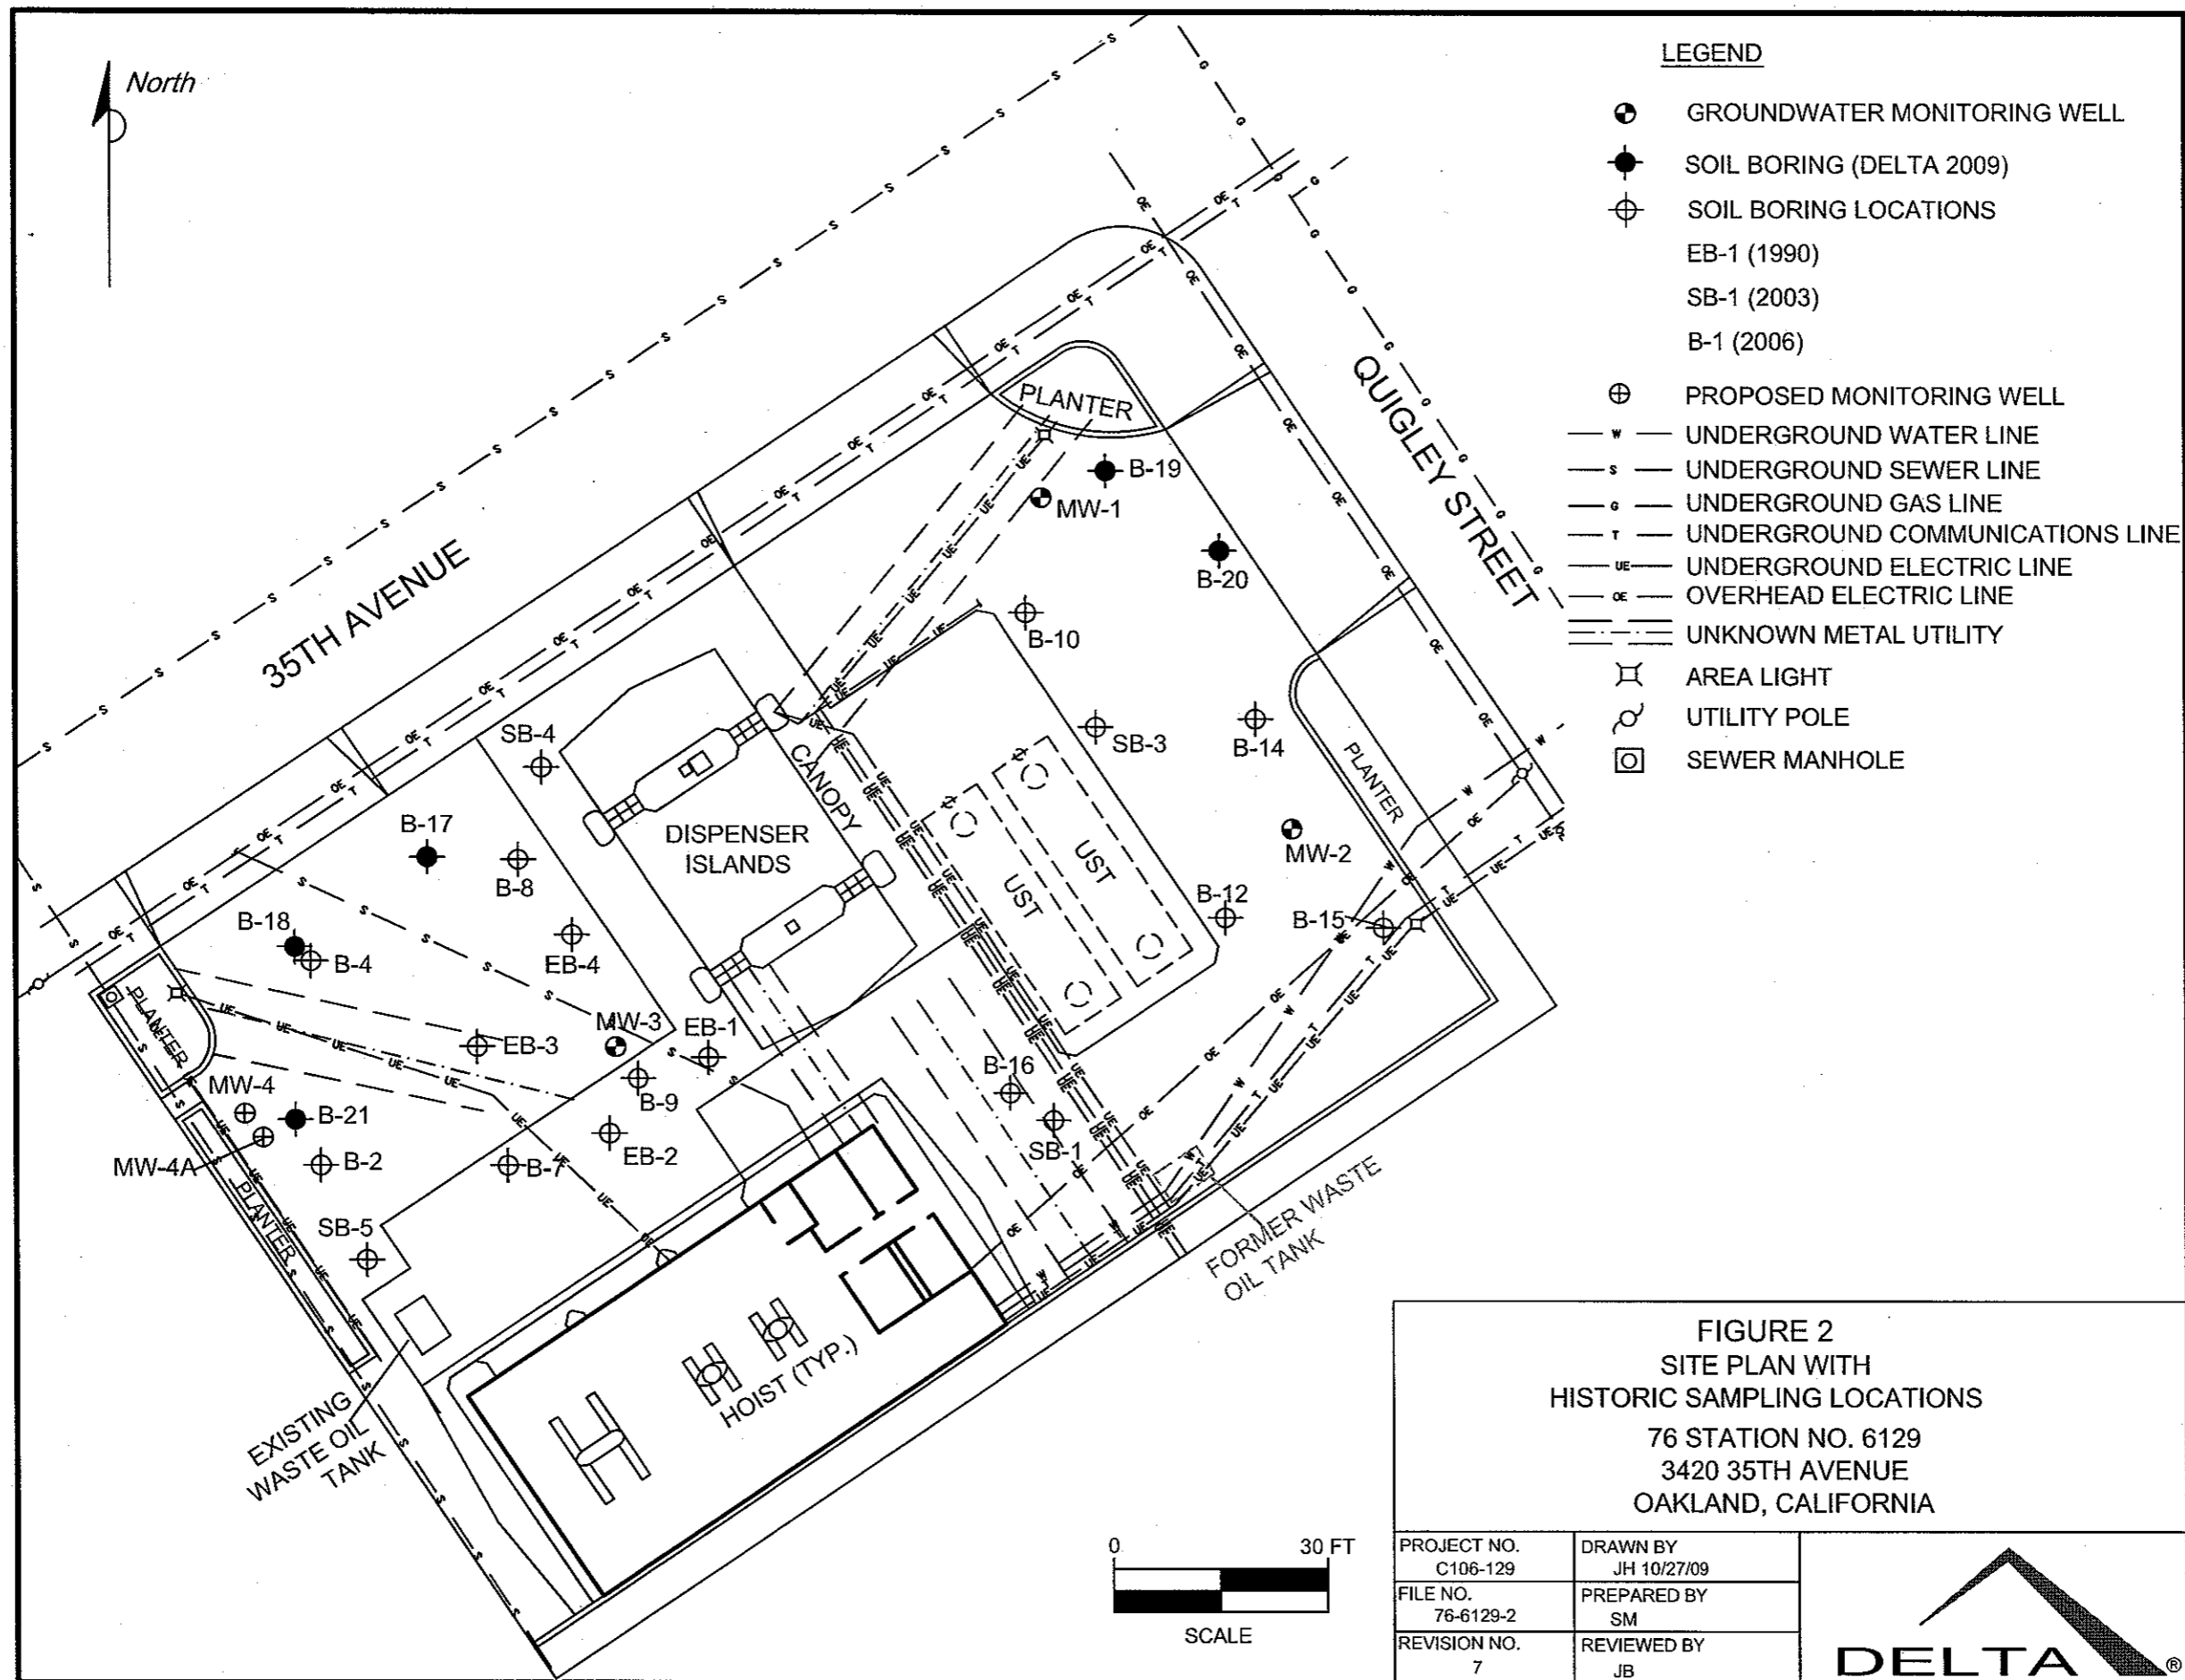 North
LEGEND
GROUNDWATER MONITORING WELL
SOIL BORING (DELTA 2009)
SOIL BORING LOCATIONS
EB-1 (1990)
SB-1 (2003)
B-1 (2006)
PROPOSED MONITORING WELL
W UNDERGROUND WATER LINE
S UNDERGROUND SEWER LINE
G UNDERGROUND GAS LINE
T UNDERGROUND COMMUNICATIONS LINE
UE UNDERGROUND ELECTRIC LINE
OE OVERHEAD ELECTRIC LINE
UNKNOWN METAL UTILITY
AREA LIGHT
UTILITY POLE
SEWER MANHOLE
35TH AVENUE
QUIGLEY STREET
PLANTER
B-19
MW-1
B-20
B-10
SB-4
SB-3
B-14
CANOPY
PLANTER
B-17
DISPENSER
ISLANDS
B-8
UST
UST
MW-2
B-12
B-15
B-18
B-4
EB-4
PLANTER
MW-3
EB-1
EB-3
B-16
MW-4
B-9
B-21
SB-1
EB-2
MW-4A
B-2
B-7
PLANTER
SB-5
FORMER WASTE
OIL TANK
HOIST (TYP.)
EXISTING
WASTE OIL
TANK
0 30 FT
SCALE
FIGURE 2
SITE PLAN WITH
HISTORIC SAMPLING LOCATIONS
76 STATION NO. 6129
3420 35TH AVENUE
OAKLAND, CALIFORNIA
PROJECT NO.
C106-129
DRAWN BY
JH 10/27/09
FILE NO.
76-6129-2
PREPARED BY
SM
REVISION NO.
7
REVIEWED BY
JB
DELTA®